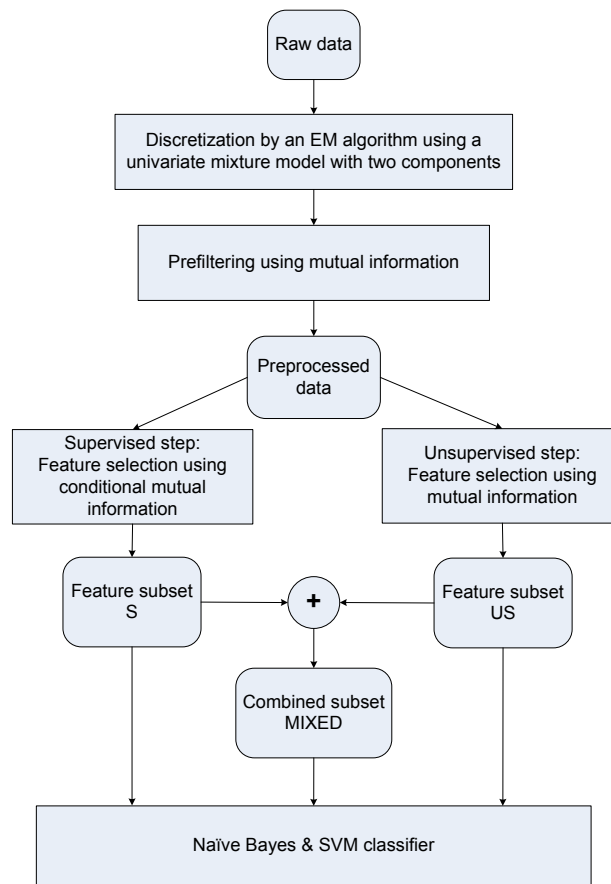 Raw data
Discretization by an EM algorithm using a
univariate mixture model with two components
Prefiltering using mutual information
Preprocessed
data
Supervised step:
Feature selection using
conditional mutual
information
Unsupervised step:
Feature selection using
mutual information
Feature subset
S
+
Feature subset
US
Combined subset
MIXED
Naïve Bayes & SVM classifier